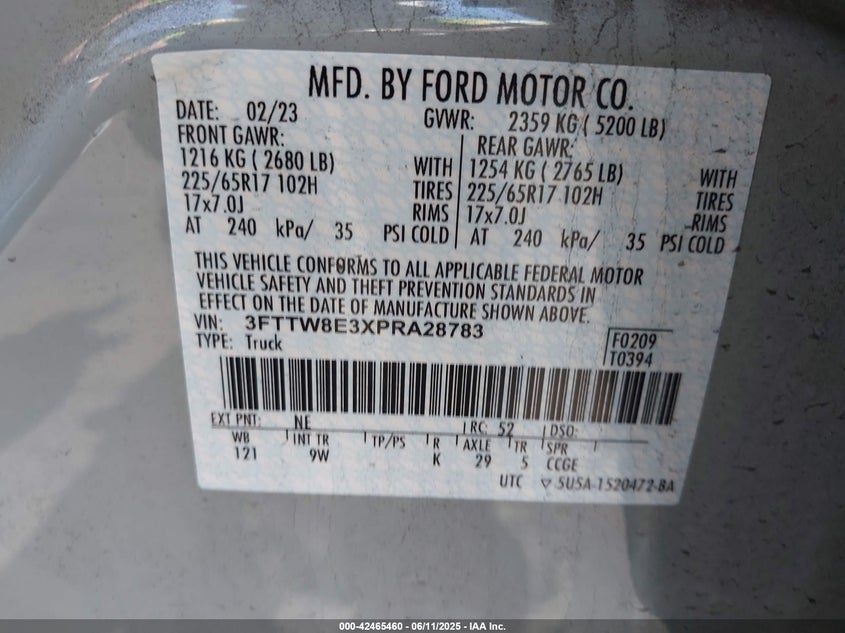 MFD. BY FORD MOTOR CO.
DATE: 02/23 GVWR: 2359 KG ( 5200 LB)
FRONT GAWR: REAR GAWR:
1216 KG ( 2680 LB) WITH 1254 KG ( 2765 LB) WITH
225/65R17 102H TIRES 225/65R17 102H TIRES
17x7.0J RIMS 17x7.0J RIMS
AT 240 kPa/ 35 PSI COLD AT 240 kPa/ 35 PSI COLD
THIS VEHICLE CONFORMS TO ALL APPLICABLE FEDERAL MOTOR
VEHICLE SAFETY AND THEFT PREVENTION STANDARDS IN
EFFECT ON THE DATE OF MANUFACTURE SHOWN ABOVE.
VIN: 3FTTW8E3XPRA28783
TYPE: Truck
F0209
T0394
EXT PNT: NE RC: 52 DSO:
WB INT TR TP/PS R AXLE TR SPR
121 9W K 29 5 CCGE
UTC ▽ 5U5A-1520472-BA
000-42465460 - 06/11/2025 - IAA Inc.